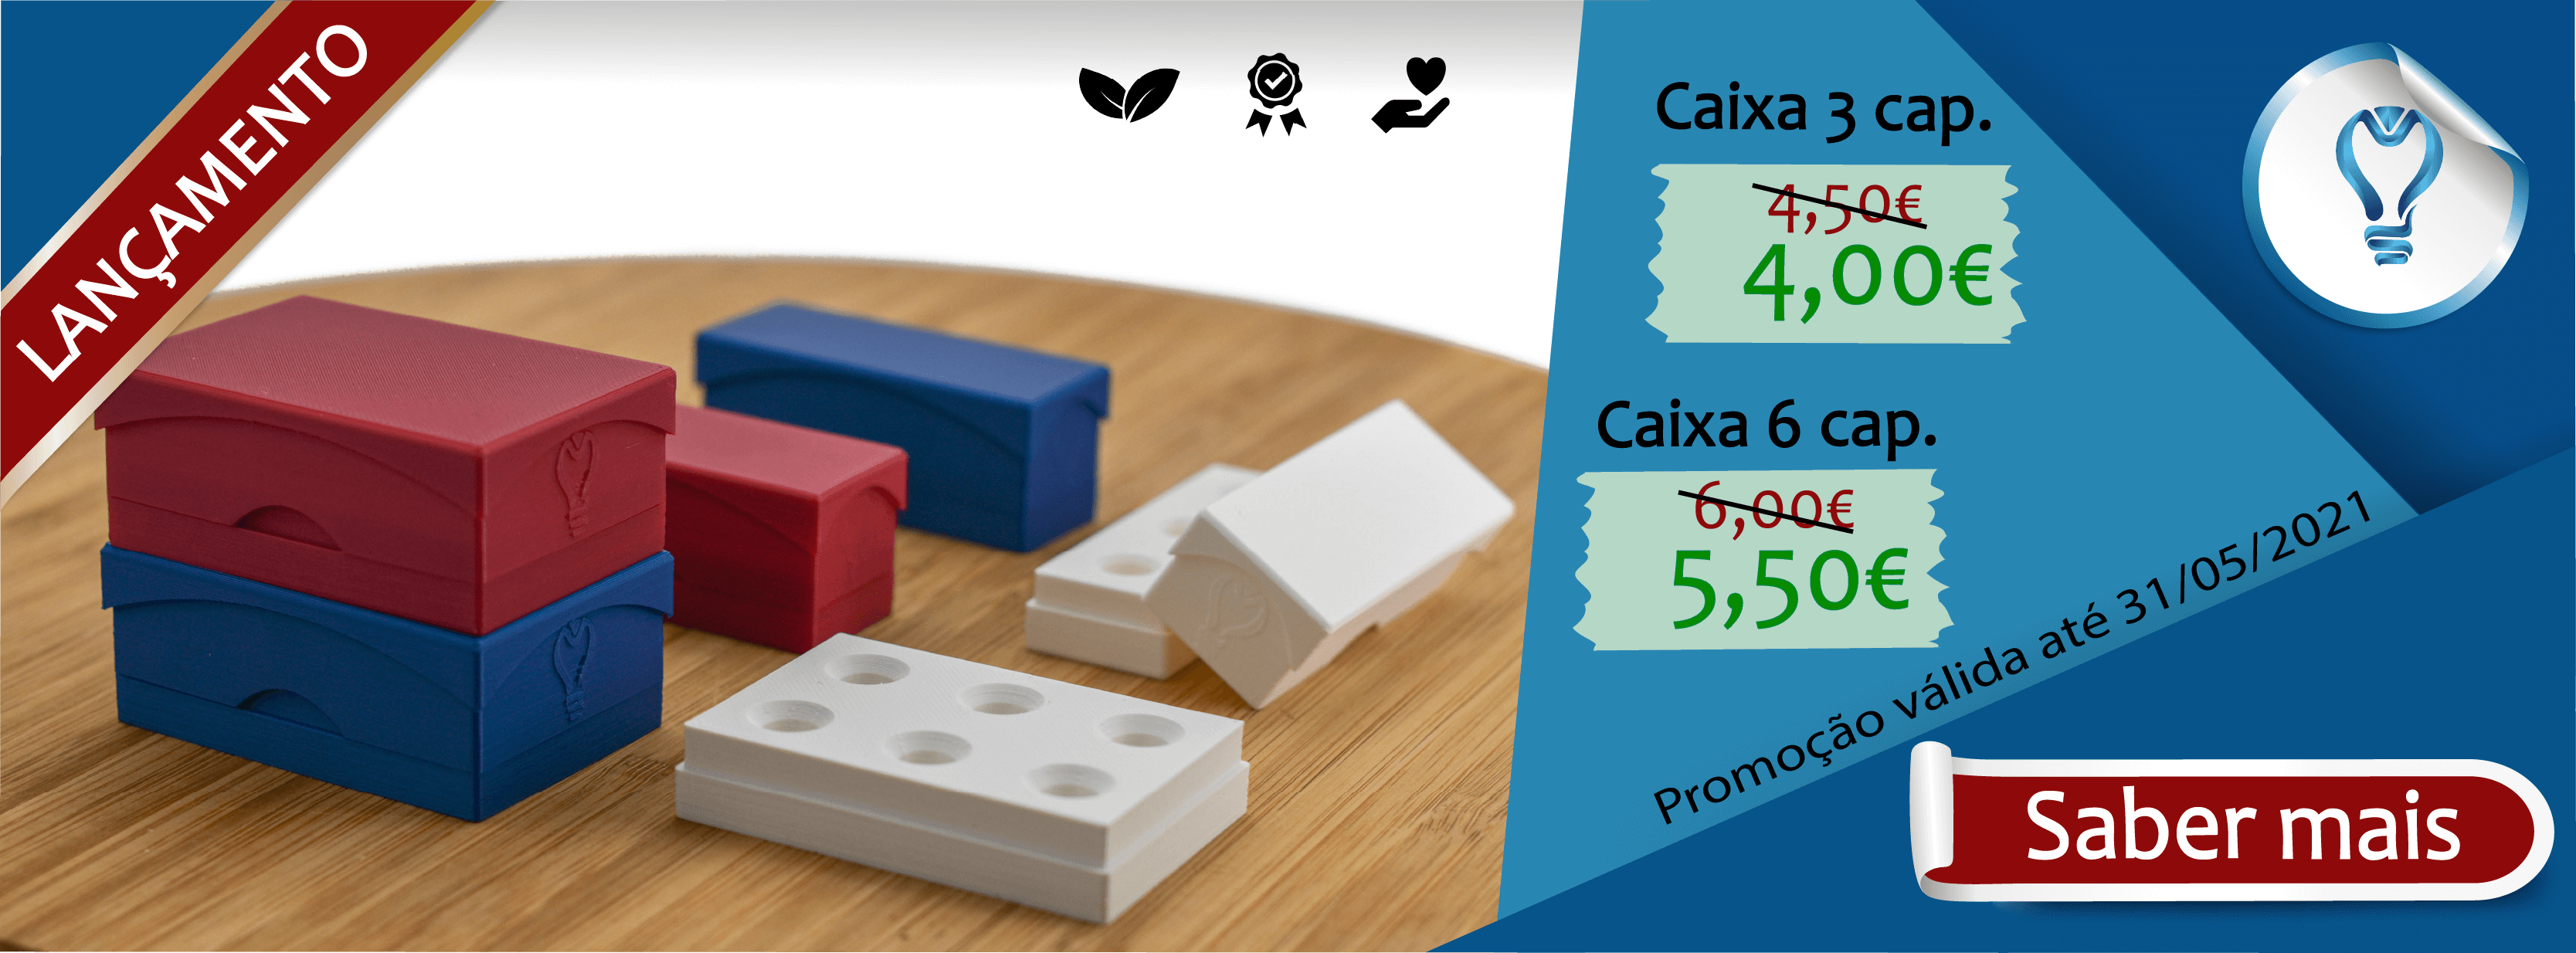 LANÇAMENTO
Caixa 3 cap.
4,50€
4,00€
Caixa 6 cap.
6,00€
5,50€
Promoção válida até 31/05/2021
Saber mais